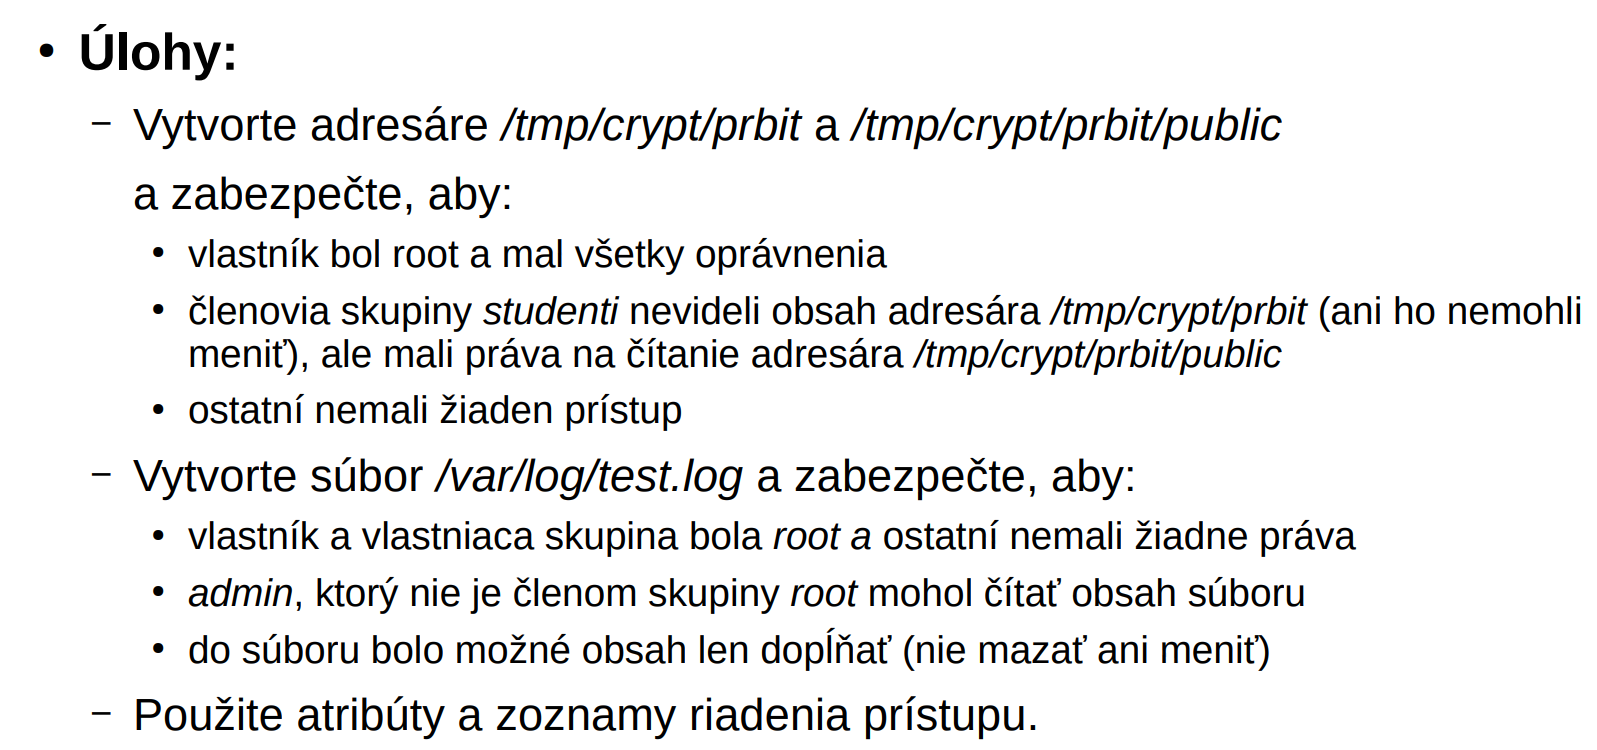 • Úlohy:
– Vytvorte adresáre /tmp/crypt/prbit a /tmp/crypt/prbit/public
a zabezpečte, aby:
• vlastník bol root a mal všetky oprávnenia
• členovia skupiny studenti nevideli obsah adresára /tmp/crypt/prbit (ani ho nemohli
meniť), ale mali práva na čítanie adresára /tmp/crypt/prbit/public
• ostatní nemali žiaden prístup
– Vytvorte súbor /var/log/test.log a zabezpečte, aby:
• vlastník a vlastniaca skupina bola root a ostatní nemali žiadne práva
• admin, ktorý nie je členom skupiny root mohol čítať obsah súboru
• do súboru bolo možné obsah len dopĺňať (nie mazať ani meniť)
– Použite atribúty a zoznamy riadenia prístupu.